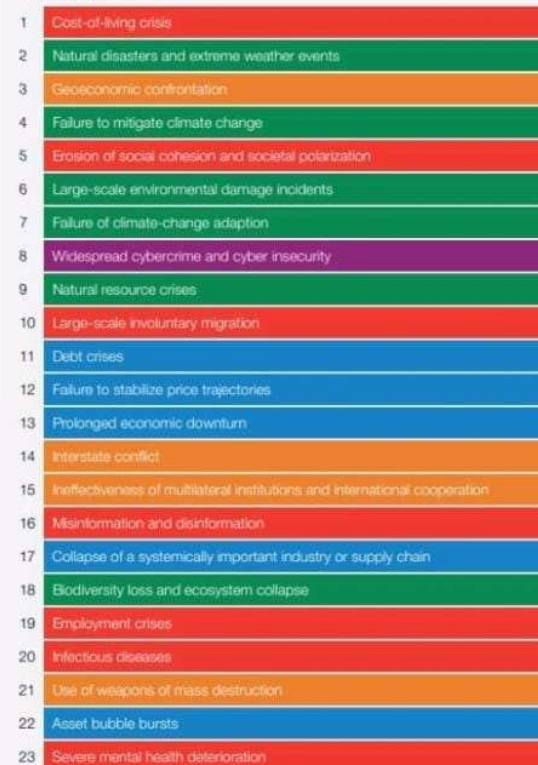 1 Cost-of-living crisis
2 Natural disasters and extreme weather events
3 Geoeconomic confrontation
4 Failure to mitigate climate change
5 Erosion of social cohesion and societal polarization
6 Large-scale environmental damage incidents
7 Failure of climate-change adaption
8 Widespread cybercrime and cyber insecurity
9 Natural resource crises
10 Large-scale involuntary migration
11 Debt crises
12 Failure to stabilize price trajectories
13 Prolonged economic downturn
14 Interstate conflict
15 Ineffectiveness of multilateral institutions and international cooperation
16 Misinformation and disinformation
17 Collapse of a systemically important industry or supply chain
18 Biodiversity loss and ecosystem collapse
19 Employment crises
20 Infectious diseases
21 Use of weapons of mass destruction
22 Asset bubble bursts
23 Severe mental health deterioration